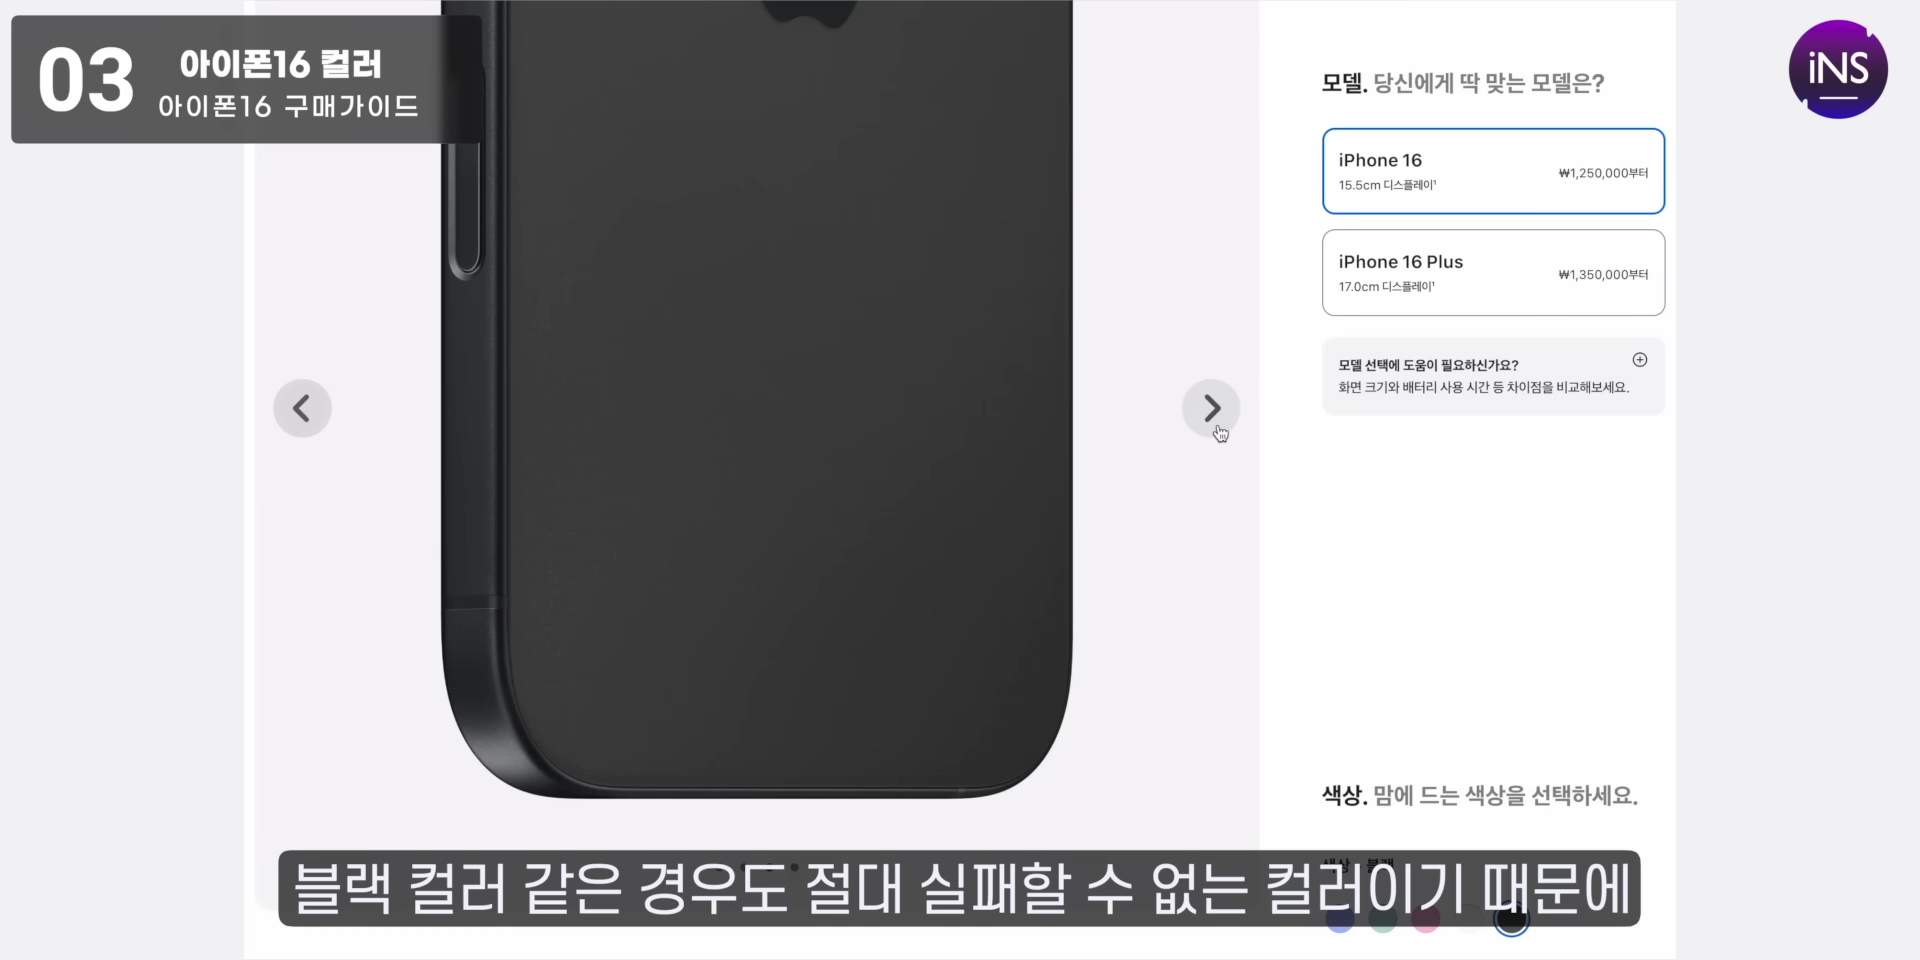 03
아이폰16 컬러
아이폰16 구매가이드
iNS
모델. 당신에게 딱 맞는 모델은?
iPhone 16
15.5cm 디스플레이¹
₩1,250,000부터
iPhone 16 Plus
17.0cm 디스플레이¹
₩1,350,000부터
모델 선택에 도움이 필요하신가요?
화면 크기와 배터리 사용 시간 등 차이점을 비교해보세요.
색상. 맘에 드는 색상을 선택하세요.
색상 블랙
블랙 컬러 같은 경우도 절대 실패할 수 없는 컬러이기 때문에